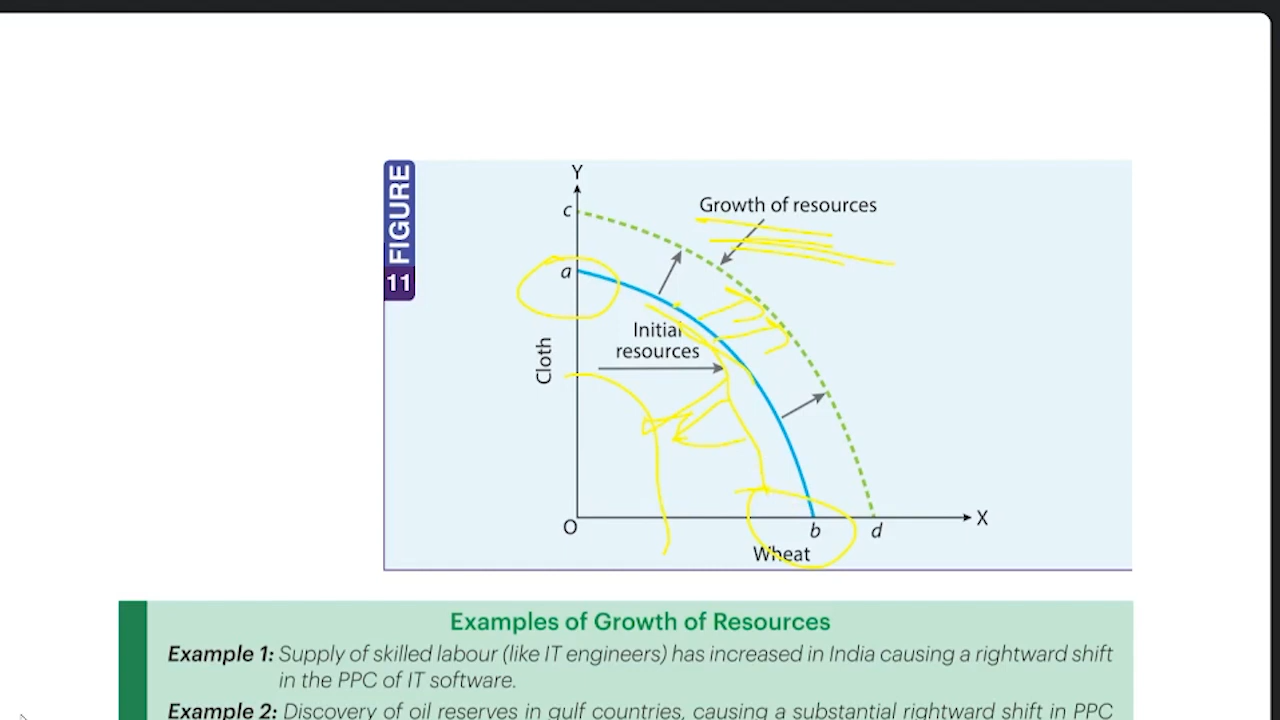 FIGURE
11
Y
c
Growth of resources
a
Initial
resources
Cloth
O
b
d
X
Wheat
Examples of Growth of Resources
Example 1: Supply of skilled labour (like IT engineers) has increased in India causing a rightward shift
in the PPC of IT software.
Example 2: Discovery of oil reserves in gulf countries, causing a substantial rightward shift in PPC